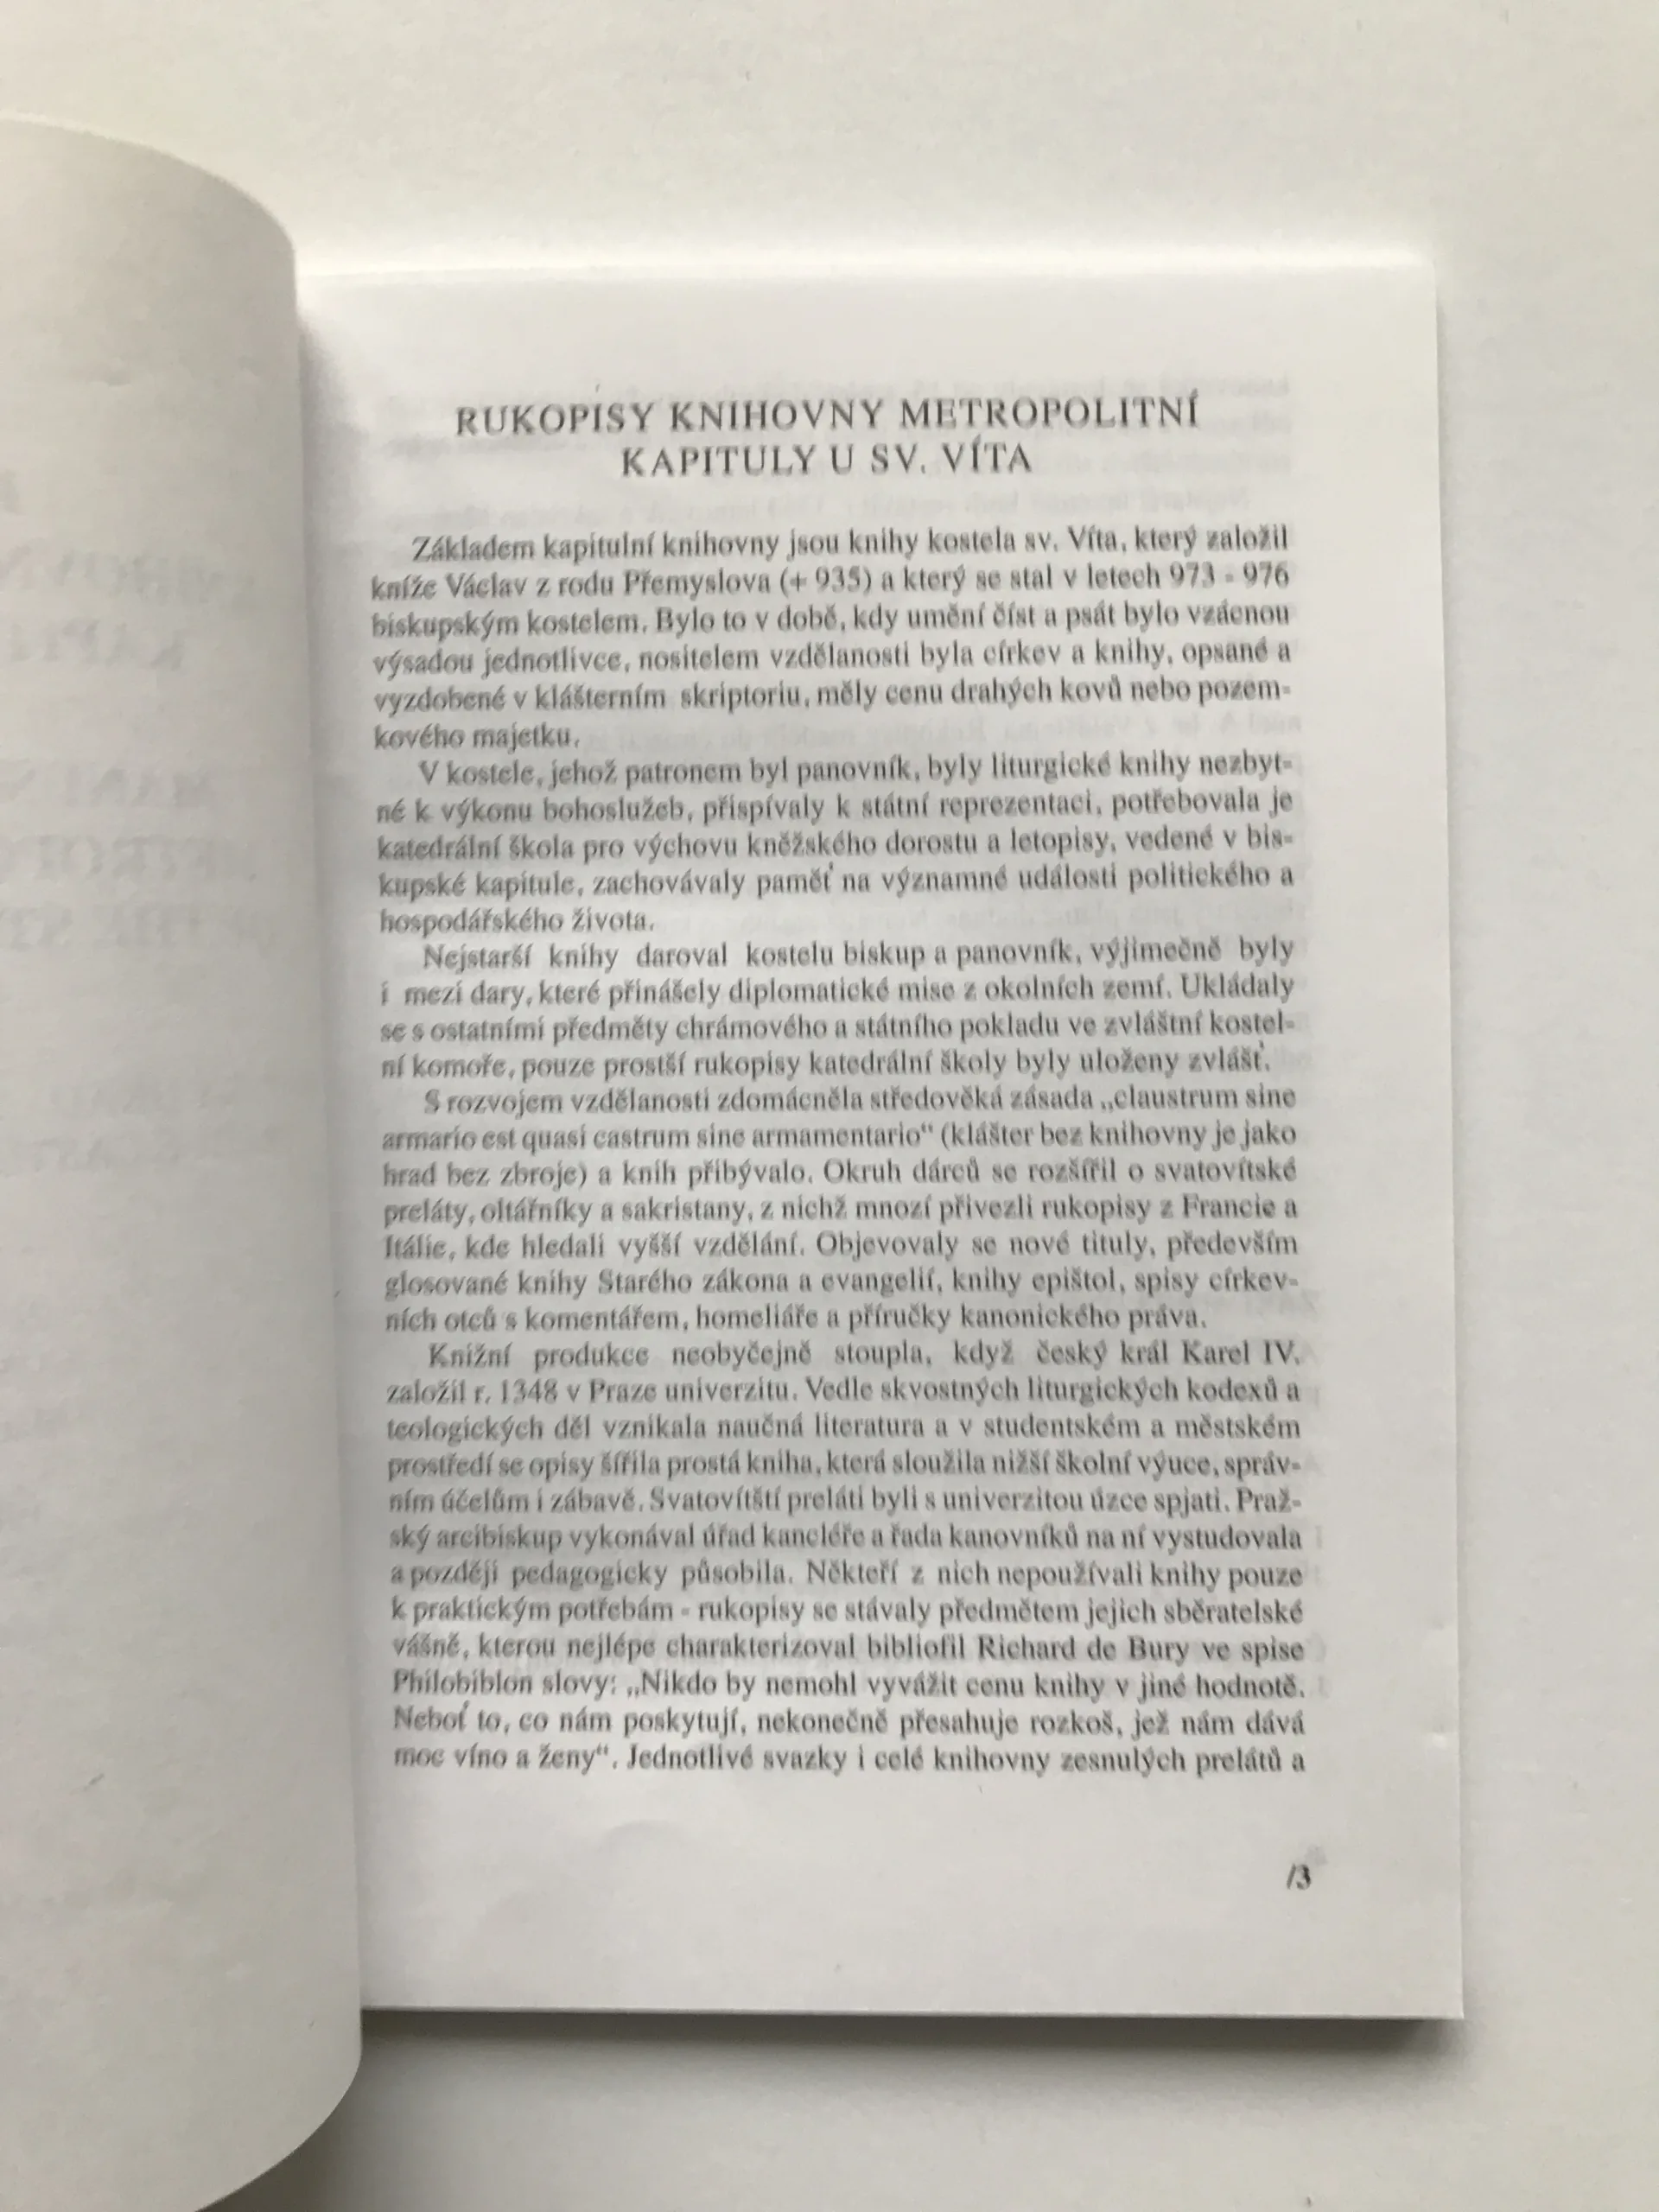 RUKOPISY KNIHOVNY METROPOLITNÍ
KAPITULY U SV. VÍTA
Základem kapitulní knihovny jsou knihy kostela sv. Víta, který založil
kníže Václav z rodu Přemyslova (+ 935) a který se stal v letech 973 - 976
biskupským kostelem. Bylo to v době, kdy umění číst a psát bylo vzácnou
výsadou jednotlivce, nositelem vzdělanosti byla církev a knihy, opsané a
vyzdobené v klášterním skriptoriu, měly cenu drahých kovů nebo pozem-
kového majetku.
V kostele, jehož patronem byl panovník, byly liturgické knihy nezbyt-
né k výkonu bohoslužeb, přispívaly k státní reprezentaci, potřebovala je
katedrální škola pro výchovu kněžského dorostu a letopisy, vedené v bis-
kupské kapitule, zachovávaly paměť na významné události politického a
hospodářského života.
Nejstarší knihy daroval kostelu biskup a panovník, výjimečně byly
i mezi dary, které přinášely diplomatické mise z okolních zemí. Ukládaly
se s ostatními předměty chrámového a státního pokladu ve zvláštní kostel-
ní komoře, pouze prostší rukopisy katedrální školy byly uloženy zvlášť.
S rozvojem vzdělanosti zdomácněla středověká zásada „claustrum sine
armario est quasi castrum sine armamentario“ (klášter bez knihovny je jako
hrad bez zbroje) a knih přibývalo. Okruh dárců se rozšířil o svatovítské
preláty, oltářníky a sakristany, z nichž mnozí přivezli rukopisy z Francie a
Itálie, kde hledali vyšší vzdělání. Objevovaly se nové tituly, především
glosované knihy Starého zákona a evangelií, knihy epištol, spisy církev-
ních otců s komentářem, homeliáře a příručky kanonického práva.
Knižní produkce neobyčejně stoupla, když český král Karel IV.
založil r. 1348 v Praze univerzitu. Vedle skvostných liturgických kodexů a
teologických děl vznikala naučná literatura a v studentském a městském
prostředí se opisy šířila prostá kniha, která sloužila nižší školní výuce, správ-
ním účelům i zábavě. Svatovítští preláti byli s univerzitou úzce spjati. Praž-
ský arcibiskup vykonával úřad kancléře a řada kanovníků na ní vystudovala
a později pedagogicky působila. Někteří z nich nepoužívali knihy pouze
k praktickým potřebám - rukopisy se stávaly předmětem jejich sběratelské
vášně, kterou nejlépe charakterizoval bibliofil Richard de Bury ve spise
Philobiblon slovy: „Nikdo by nemohl vyvážit cenu knihy v jiné hodnotě.
Neboť to, co nám poskytují, nekonečně přesahuje rozkoš, jež nám dává
moc víno a ženy“. Jednotlivé svazky i celé knihovny zesnulých prelátů a
/3